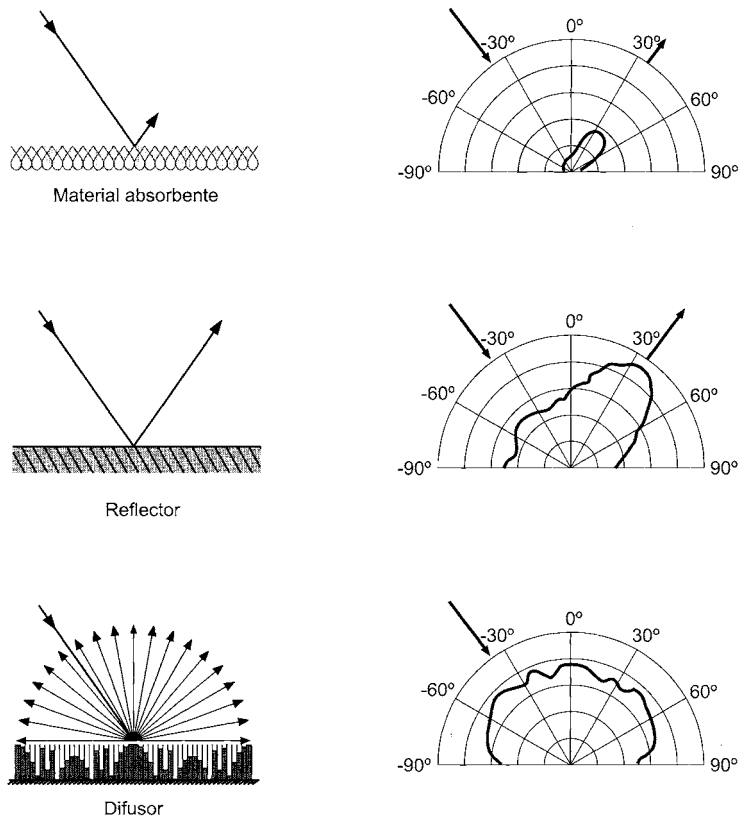 0º
-30º
30º
-60º
60º
-90º
90º
Material absorbente
0º
-30º
30º
-60º
60º
-90º
90º
Reflector
0º
-30º
30º
-60º
60º
-90º
90º
Difusor